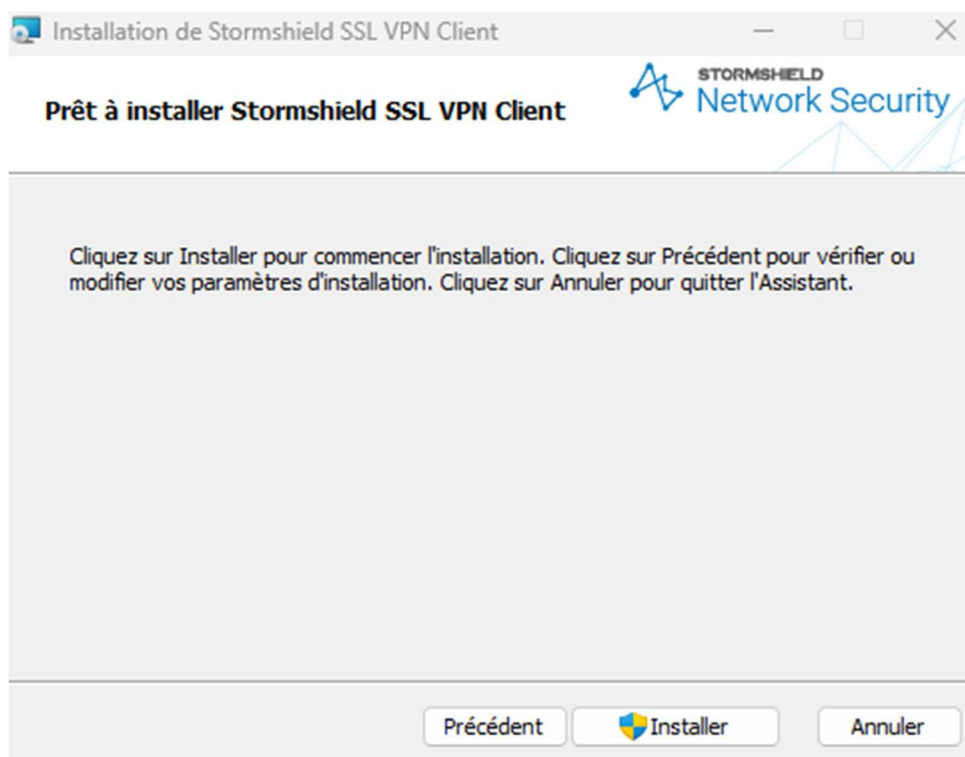 Installation de Stormshield SSL VPN Client
STORMSHIELD
Network Security
Prêt à installer Stormshield SSL VPN Client
Cliquez sur Installer pour commencer l'installation. Cliquez sur Précédent pour vérifier ou
modifier vos paramètres d'installation. Cliquez sur Annuler pour quitter l'Assistant.
Précédent
Installer
Annuler